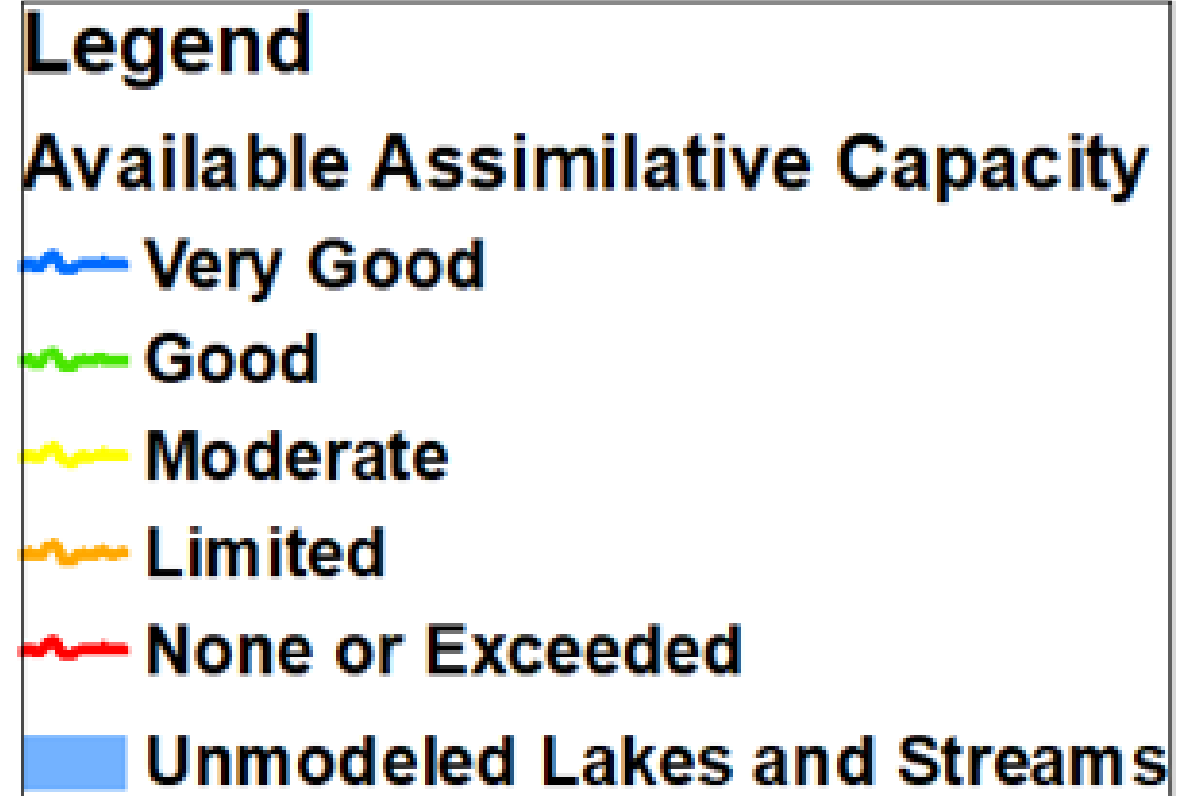 Legend
Available Assimilative Capacity
Very Good
Good
Moderate
Limited
None or Exceeded
Unmodeled Lakes and Streams